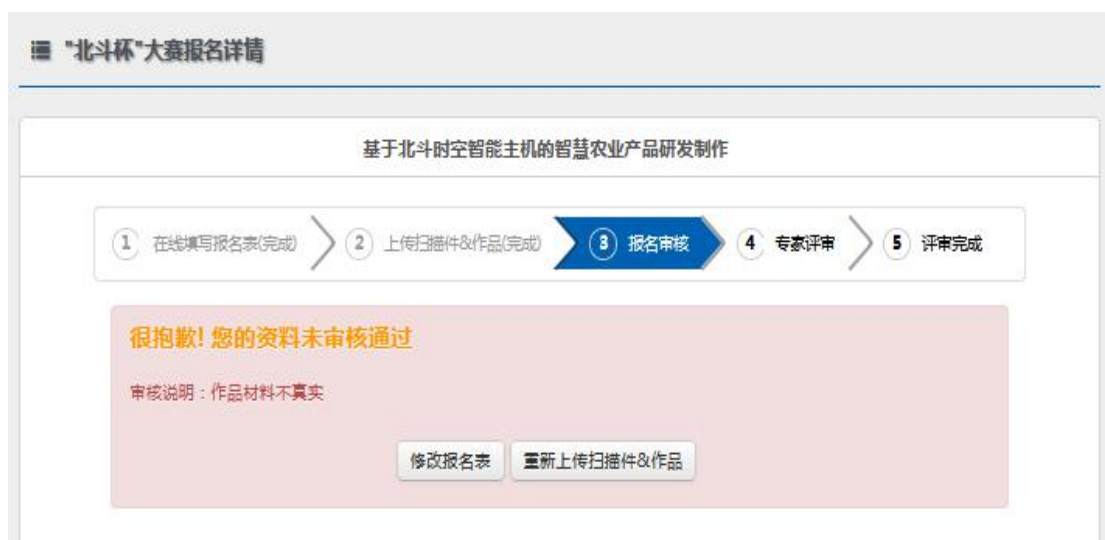 "北斗杯"大赛报名详情
基于北斗时空智能主机的智慧农业产品研发制作
1 在线填写报名表(完成) 2 上传扫描件&作品(完成) 3 报名审核 4 专家评审 5 评审完成
很抱歉! 您的资料未审核通过
审核说明：作品材料不真实
修改报名表 重新上传扫描件&作品